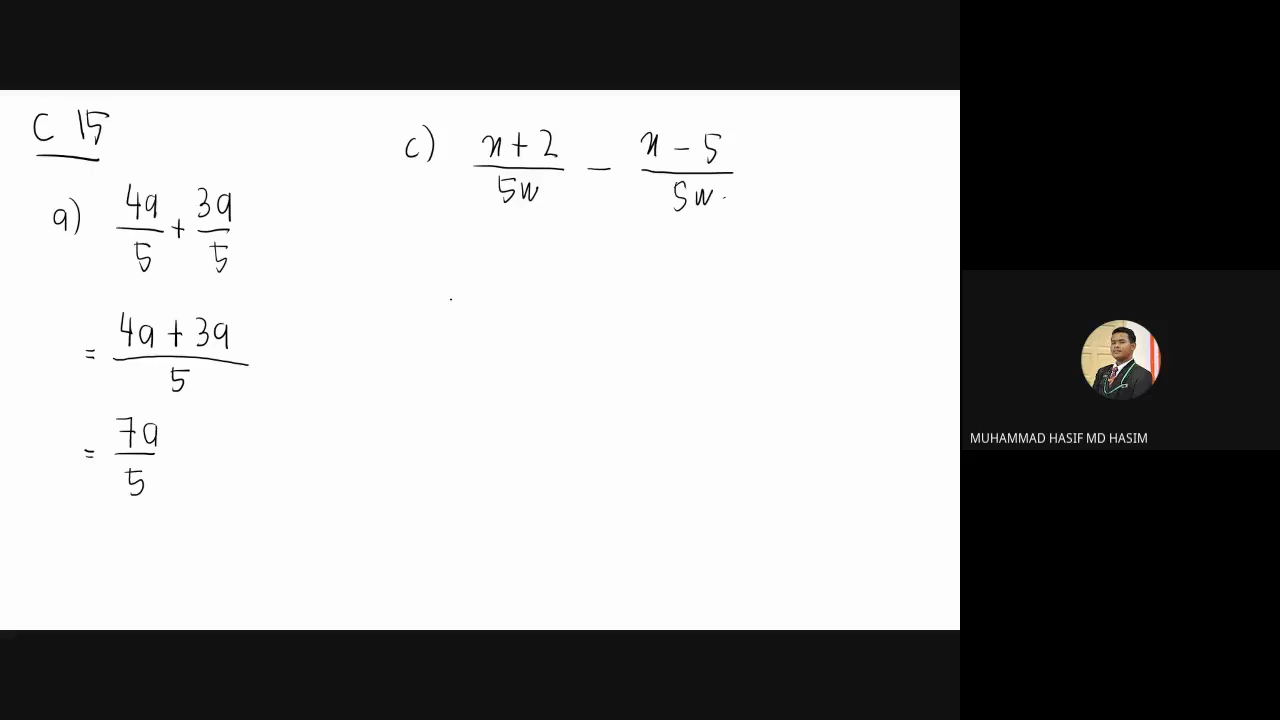 C 15
a) 4a/5 + 3a/5
= 4a + 3a / 5
= 7a/5
c) x + 2 / 5w − x − 5 / 5w
MUHAMMAD HASIF MD HASIM